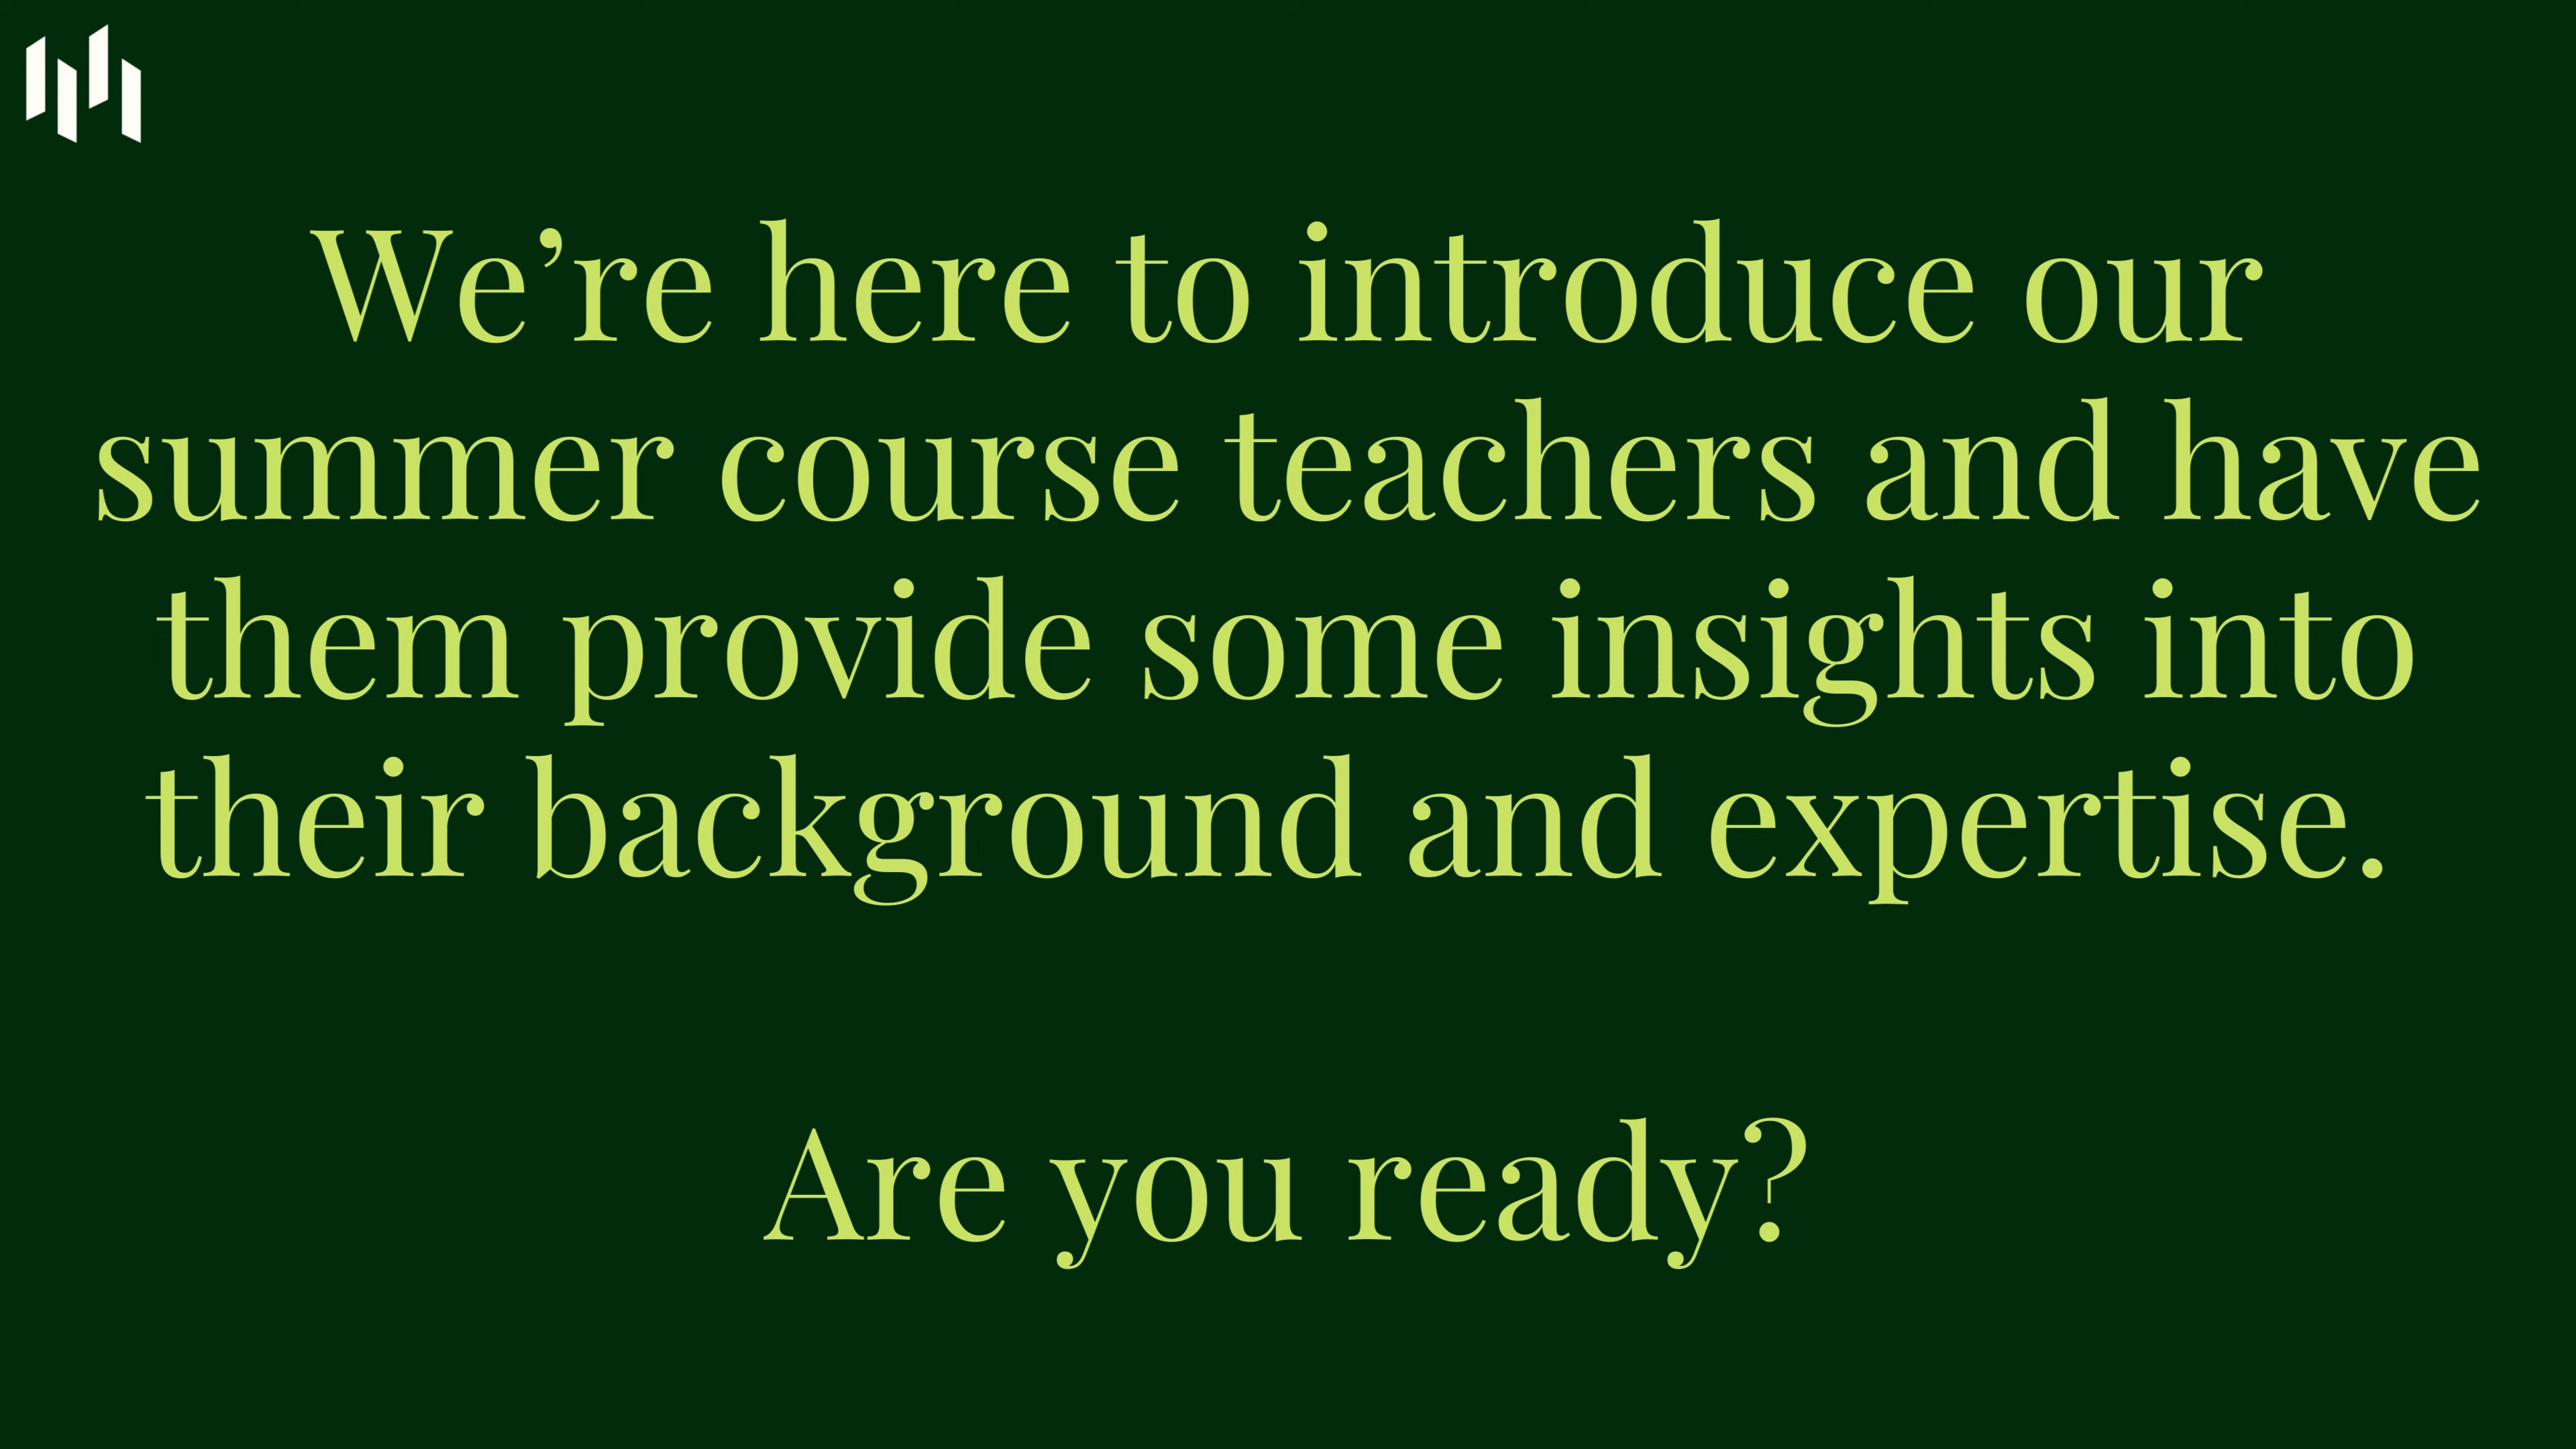 We’re here to introduce our
summer course teachers and have
them provide some insights into
their background and expertise.
Are you ready?